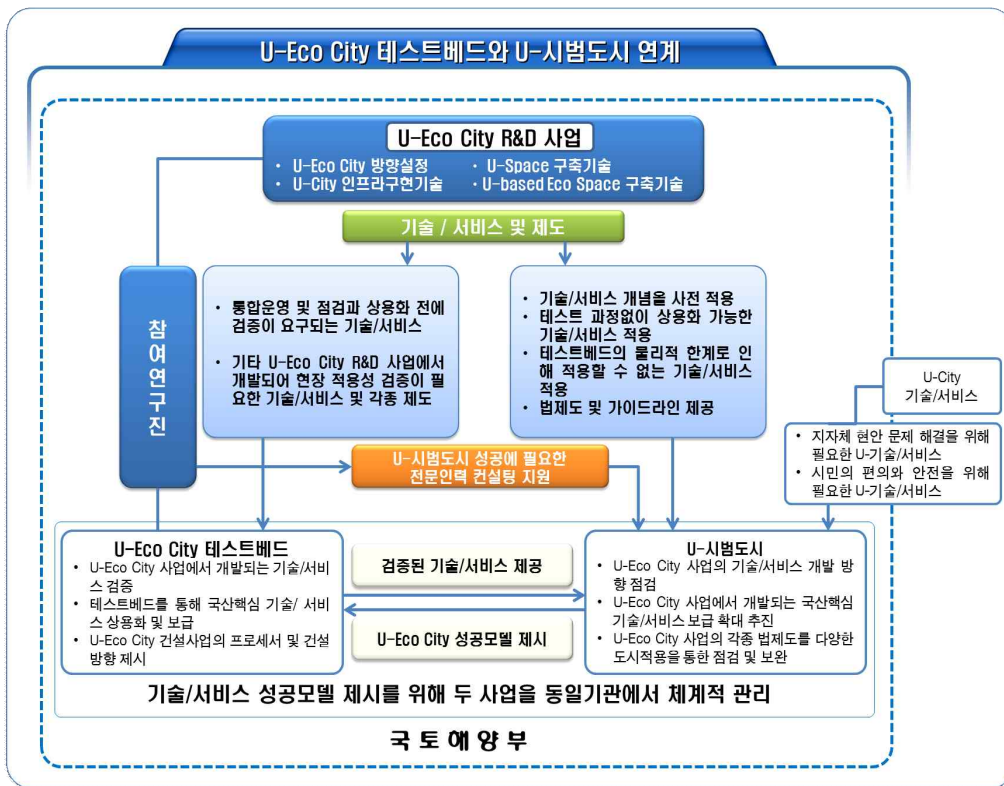 U-Eco City 테스트베드와 U-시범도시 연계
U-Eco City R&D 사업
· U-Eco City 방향설정
· U-Space 구축기술
· U-City 인프라구현기술
· U-based Eco Space 구축기술
기술 / 서비스 및 제도
참여연구진
• 통합운영 및 점검과 상용화 전에
검증이 요구되는 기술/서비스
• 기타 U-Eco City R&D 사업에서
개발되어 현장 적용성 검증이 필
요한 기술/서비스 및 각종 제도
• 기술/서비스 개념을 사전 적용
• 테스트 과정없이 상용화 가능한
기술/서비스 적용
• 테스트베드의 물리적 한계로 인
해 적용할 수 없는 기술/서비스
적용
• 법제도 및 가이드라인 제공
U-City
기술/서비스
• 지자체 현안 문제 해결을 위해
필요한 U-기술/서비스
• 시민의 편의와 안전을 위해
필요한 U-기술/서비스
U-시범도시 성공에 필요한
전문인력 컨설팅 지원
U-Eco City 테스트베드
• U-Eco City 사업에서 개발되는 기술/서비
스 검증
• 테스트베드를 통해 국산핵심 기술/ 서비
스 상용화 및 보급
• U-Eco City 건설사업의 프로세서 및 건설
방향 제시
검증된 기술/서비스 제공
U-Eco City 성공모델 제시
U-시범도시
• U-Eco City 사업의 기술/서비스 개발 방
향 점검
• U-Eco City 사업에서 개발되는 국산핵심
기술/서비스 보급 확대 추진
• U-Eco City 사업의 각종 법제도를 다양한
도시적용을 통한 점검 및 보완
기술/서비스 성공모델 제시를 위해 두 사업을 동일기관에서 체계적 관리
국토해양부